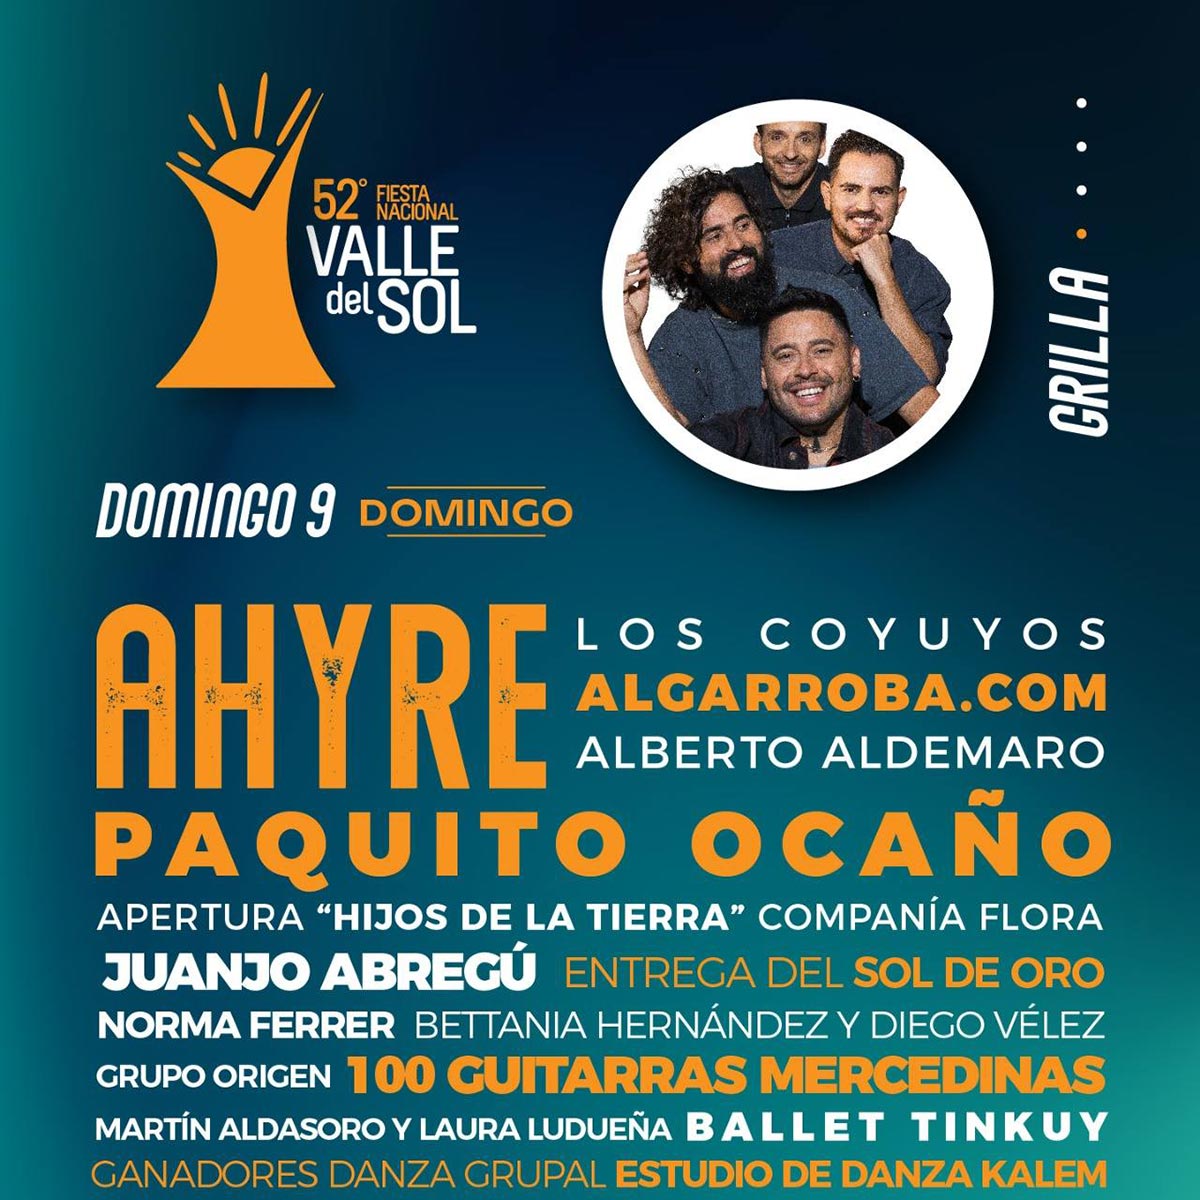 52° FIESTA NACIONAL
VALLE
del SOL
GRILLA
DOMINGO 9 DOMINGO
AHYRE
LOS COYUYOS
ALGARROBA.COM
ALBERTO ALDEMARO
PAQUITO OCAÑO
APERTURA “HIJOS DE LA TIERRA” COMPANÍA FLORA
JUANJO ABREGÚ ENTREGA DEL SOL DE ORO
NORMA FERRER BETTANIA HERNÁNDEZ Y DIEGO VÉLEZ
GRUPO ORIGEN 100 GUITARRAS MERCEDINAS
MARTÍN ALDASORO Y LAURA LUDUEÑA BALLET TINKUY
GANADORES DANZA GRUPAL ESTUDIO DE DANZA KALEM